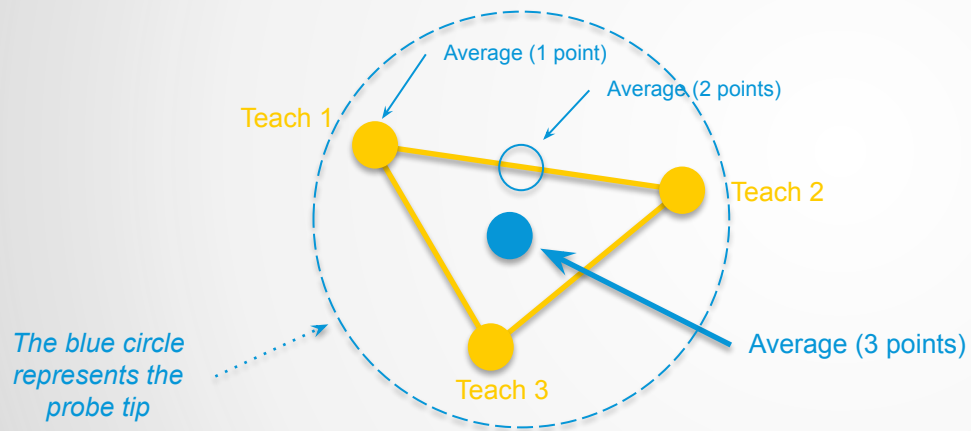 Average (1 point)
Average (2 points)
Teach 1
Teach 2
Average (3 points)
The blue circle
represents the
probe tip
Teach 3